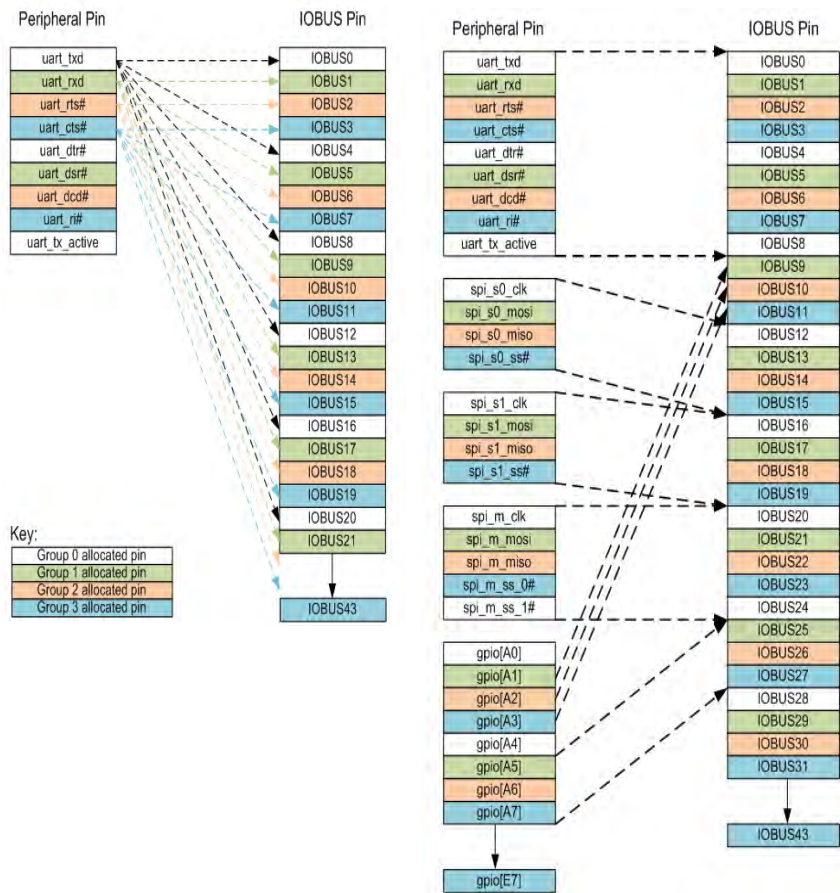 Peripheral Pin
IOBUS Pin
uart_txd
uart_rxd
uart_rts#
uart_cts#
uart_dtr#
uart_dsr#
uart_dcd#
uart_ri#
uart_tx_active
IOBUS0
IOBUS1
IOBUS2
IOBUS3
IOBUS4
IOBUS5
IOBUS6
IOBUS7
IOBUS8
IOBUS9
IOBUS10
IOBUS11
IOBUS12
IOBUS13
IOBUS14
IOBUS15
IOBUS16
IOBUS17
IOBUS18
IOBUS19
IOBUS20
IOBUS21
IOBUS43
Key:
Group 0 allocated pin
Group 1 allocated pin
Group 2 allocated pin
Group 3 allocated pin
Peripheral Pin
IOBUS Pin
uart_txd
uart_rxd
uart_rts#
uart_cts#
uart_dtr#
uart_dsr#
uart_dcd#
uart_ri#
uart_tx_active
spi_s0_clk
spi_s0_mosi
spi_s0_miso
spi_s0_ss#
spi_s1_clk
spi_s1_mosi
spi_s1_miso
spi_s1_ss#
spi_m_clk
spi_m_mosi
spi_m_miso
spi_m_ss_0#
spi_m_ss_1#
gpio[A0]
gpio[A1]
gpio[A2]
gpio[A3]
gpio[A4]
gpio[A5]
gpio[A6]
gpio[A7]
gpio[E7]
IOBUS0
IOBUS1
IOBUS2
IOBUS3
IOBUS4
IOBUS5
IOBUS6
IOBUS7
IOBUS8
IOBUS9
IOBUS10
IOBUS11
IOBUS12
IOBUS13
IOBUS14
IOBUS15
IOBUS16
IOBUS17
IOBUS18
IOBUS19
IOBUS20
IOBUS21
IOBUS22
IOBUS23
IOBUS24
IOBUS25
IOBUS26
IOBUS27
IOBUS28
IOBUS29
IOBUS30
IOBUS31
IOBUS43